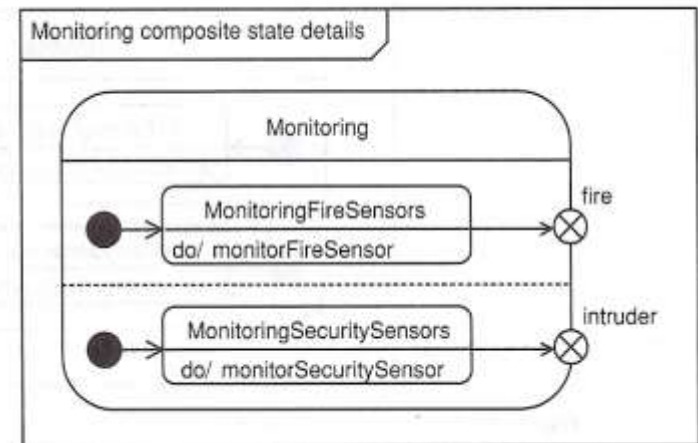 Monitoring composite state details
Monitoring
fire
MonitoringFireSensors
do/ monitorFireSensor
intruder
MonitoringSecuritySensors
do/ monitorSecuritySensor